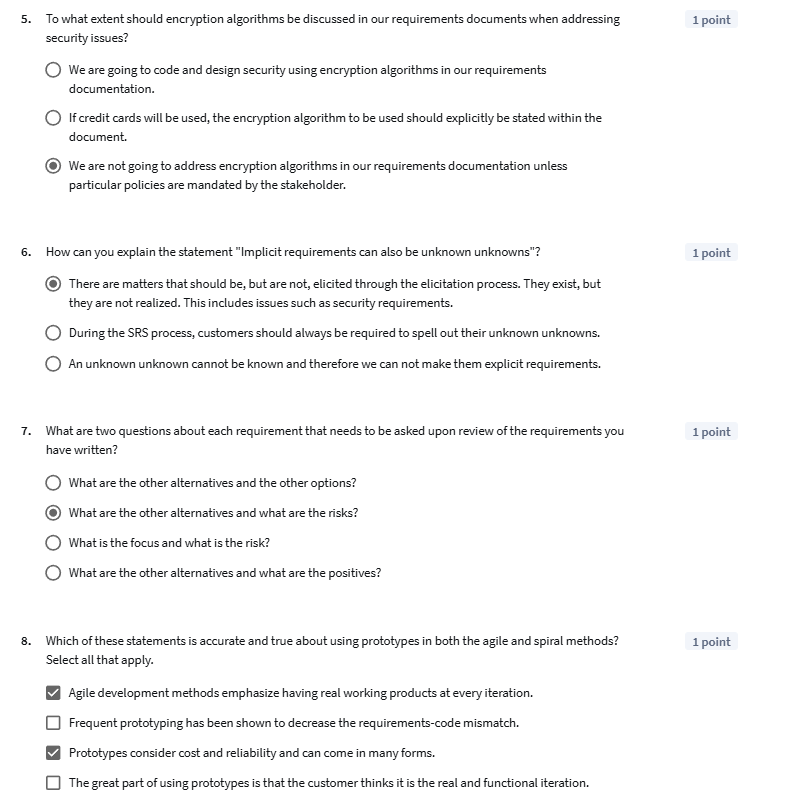 5. To what extent should encryption algorithms be discussed in our requirements documents when addressing 1 point
security issues?
We are going to code and design security using encryption algorithms in our requirements
documentation.
If credit cards will be used, the encryption algorithm to be used should explicitly be stated within the
document.
We are not going to address encryption algorithms in our requirements documentation unless
particular policies are mandated by the stakeholder.
6. How can you explain the statement "Implicit requirements can also be unknown unknowns"? 1 point
There are matters that should be, but are not, elicited through the elicitation process. They exist, but
they are not realized. This includes issues such as security requirements.
During the SRS process, customers should always be required to spell out their unknown unknowns.
An unknown unknown cannot be known and therefore we can not make them explicit requirements.
7. What are two questions about each requirement that needs to be asked upon review of the requirements you 1 point
have written?
What are the other alternatives and the other options?
What are the other alternatives and what are the risks?
What is the focus and what is the risk?
What are the other alternatives and what are the positives?
8. Which of these statements is accurate and true about using prototypes in both the agile and spiral methods? 1 point
Select all that apply.
Agile development methods emphasize having real working products at every iteration.
Frequent prototyping has been shown to decrease the requirements-code mismatch.
Prototypes consider cost and reliability and can come in many forms.
The great part of using prototypes is that the customer thinks it is the real and functional iteration.